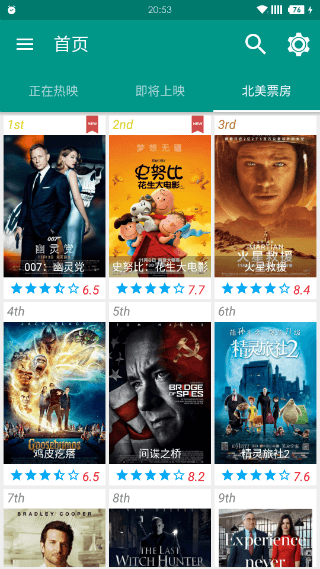 20:53
首页
正在热映
即将上映
北美票房
1st
NEW
2nd
NEW
3rd
梦想无疆
史努比
花生大电影
007
幽灵党
007：幽灵党
史努比：花生大电影
MARTIAN
火星救援
火星救援
6.5
7.7
8.4
4th
5th
6th
JACK BLACK
TOM HANKS
BRIDGE
OF SPIES
精灵旅社2
Goosebumps
鸡皮疙瘩
间谍之桥
精灵旅社2
6.5
8.2
7.6
7th
8th
9th
BRADLEY COOPER
THE LAST
WITCH HUNTER
Experience
never